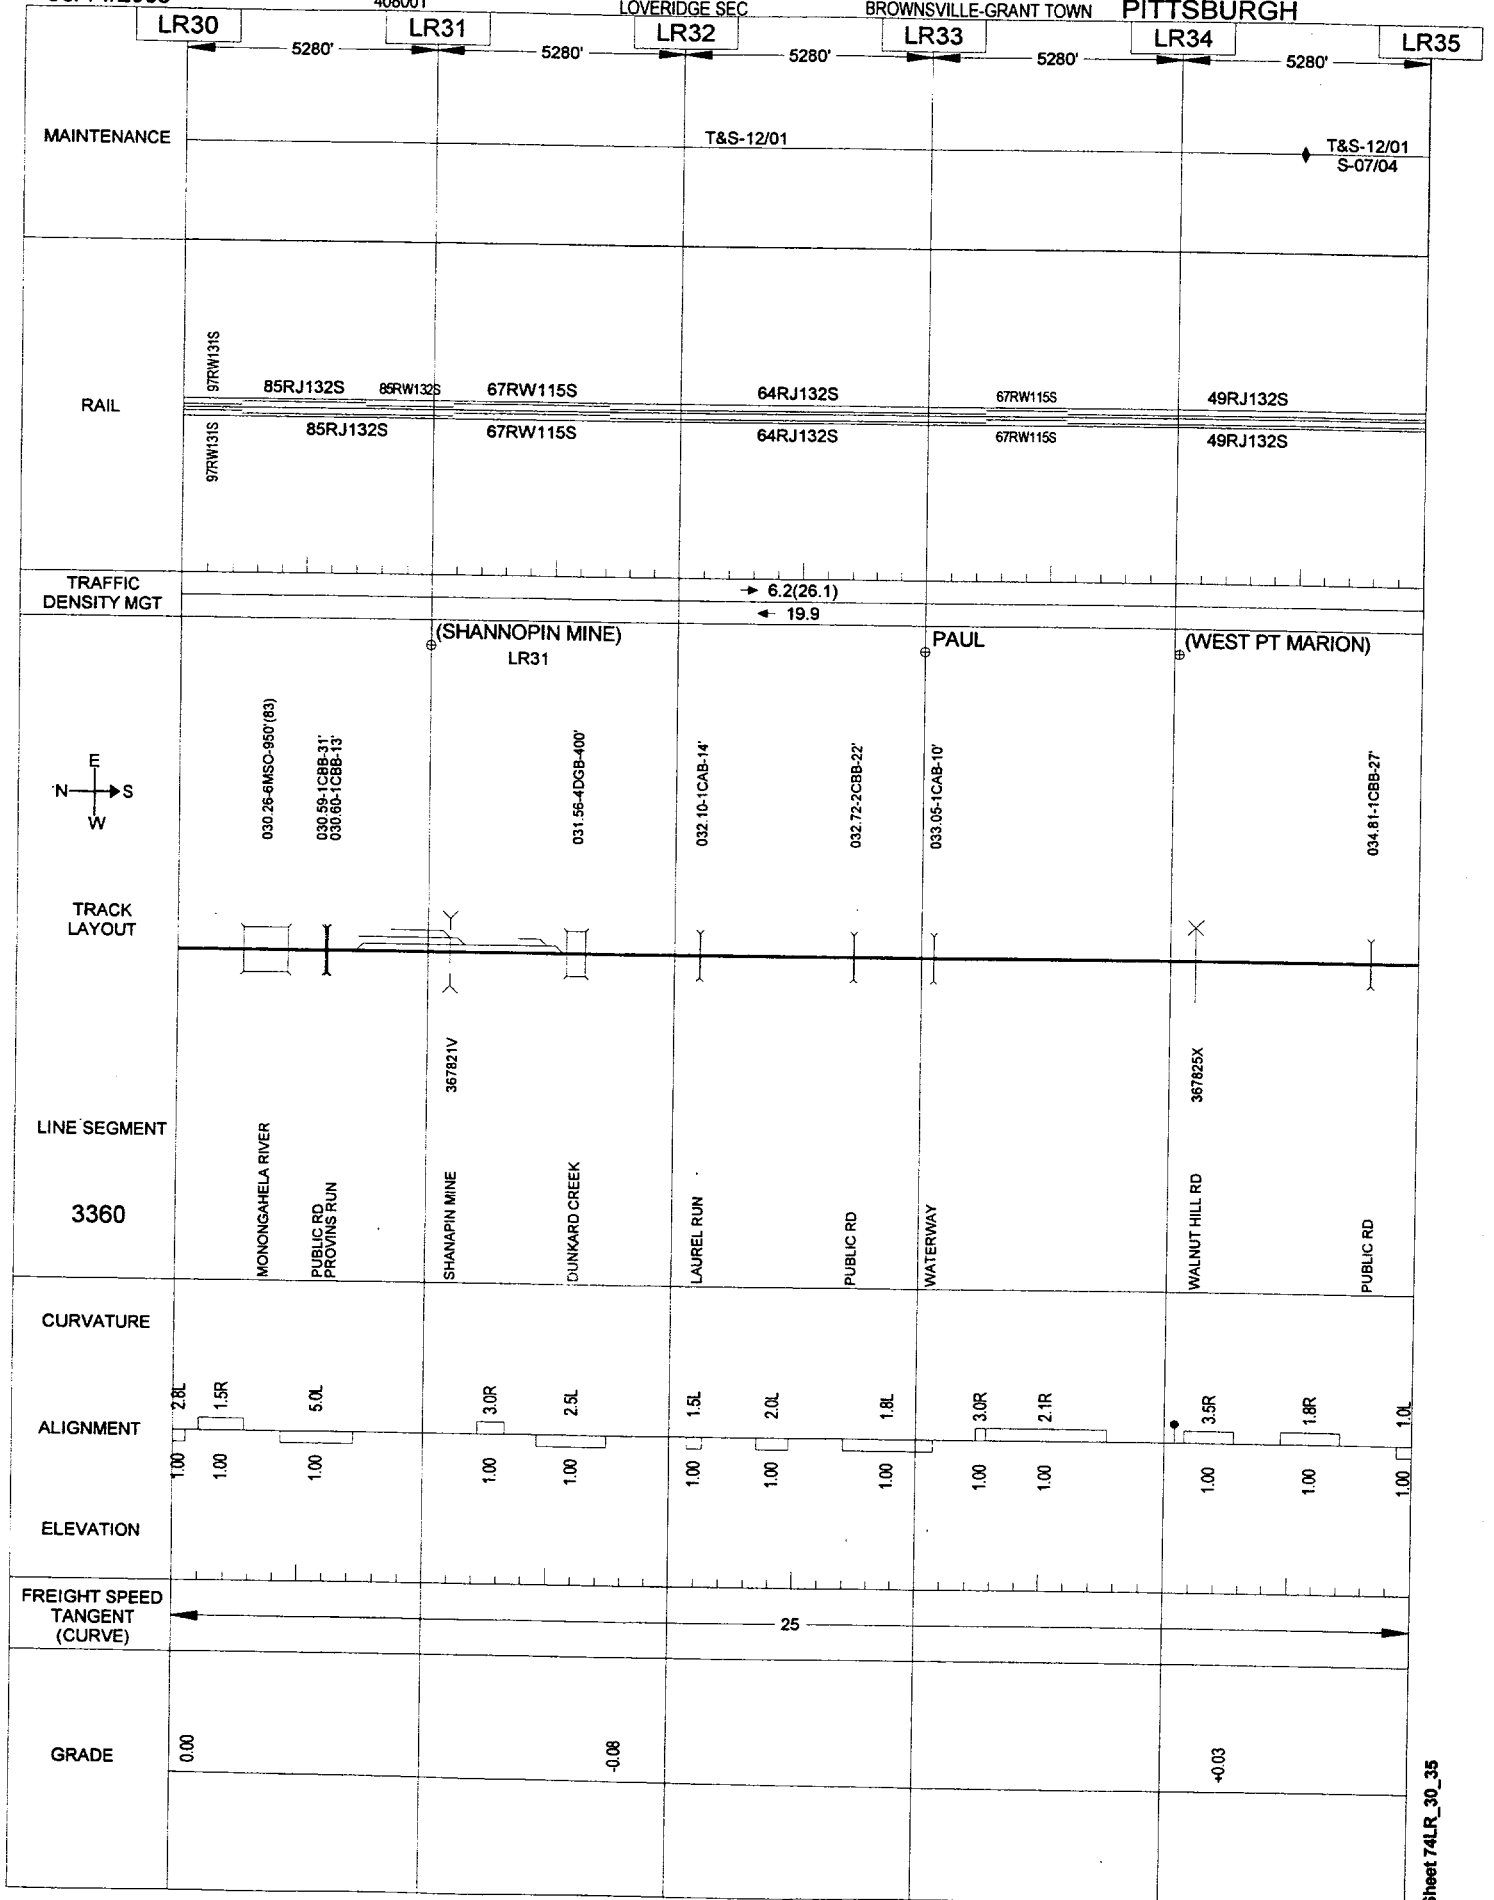 408001 LOVERIDGE SEC BROWNSVILLE-GRANT TOWN PITTSBURGH
LR30 LR31 LR32 LR33 LR34 LR35
5280' 5280' 5280' 5280' 5280'
MAINTENANCE
T&S-12/01
T&S-12/01
S-07/04
RAIL
97RW131S 85RJ132S 85RW132S 67RW115S 64RJ132S 67RW115S 49RJ132S
97RW131S 85RJ132S 67RW115S 64RJ132S 67RW115S 49RJ132S
TRAFFIC
DENSITY MGT
6.2(26.1)
19.9
(SHANNOPIN MINE) PAUL (WEST PT MARION)
LR31
E
N S
W
030.26-6MSO-950'(83)
030.59-1CBB-31'
030.60-1CBB-13'
031.56-4DGB-400'
032.10-1CAB-14'
032.72-2CBB-22'
033.05-1CAB-10'
034.81-1CBB-27'
TRACK
LAYOUT
367821V
367825X
LINE SEGMENT
3360
MONONGAHELA RIVER
PUBLIC RD
PROVINS RUN
SHANAPIN MINE
DUNKARD CREEK
LAUREL RUN
PUBLIC RD
WATERWAY
WALNUT HILL RD
PUBLIC RD
CURVATURE
ALIGNMENT
2.8L 1.5R 5.0L 3.0R 2.5L 1.5L 2.0L 1.8L 3.0R 2.1R 3.5R 1.8R 1.0L
1.00 1.00 1.00 1.00 1.00 1.00 1.00 1.00 1.00 1.00 1.00 1.00 1.00
ELEVATION
FREIGHT SPEED
TANGENT
(CURVE)
25
GRADE
0.00 -0.08 +0.03
Sheet 74LR_30_35